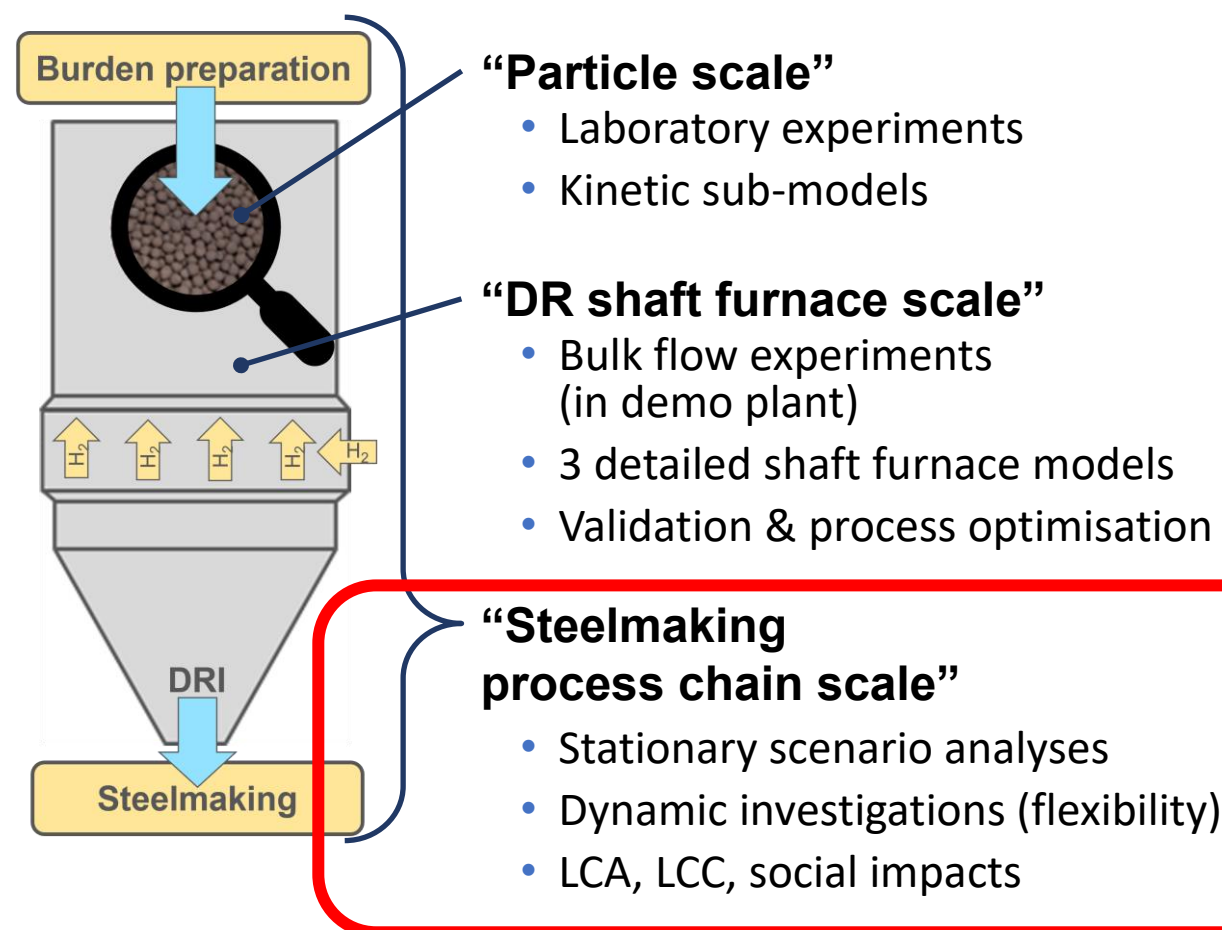 Burden preparation
H₂ H₂ H₂ H₂ H₂
DRI
Steelmaking
“Particle scale”
• Laboratory experiments
• Kinetic sub-models
“DR shaft furnace scale”
• Bulk flow experiments
(in demo plant)
• 3 detailed shaft furnace models
• Validation & process optimisation
“Steelmaking
process chain scale”
• Stationary scenario analyses
• Dynamic investigations (flexibility)
• LCA, LCC, social impacts